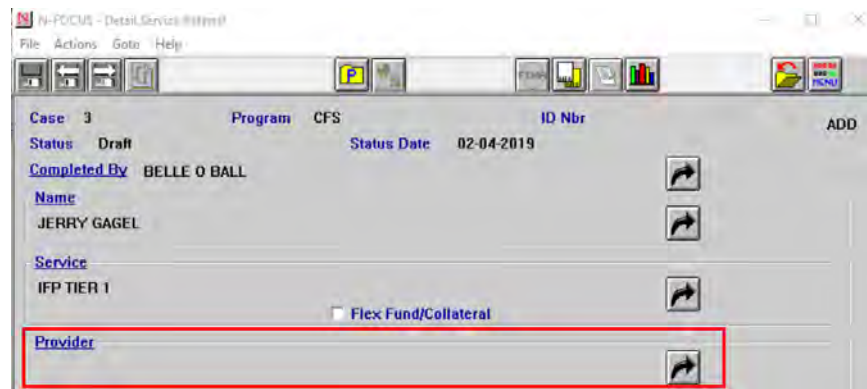 N-FOCUS - Detail Service Referral
File Actions Goto Help
P
MENU
Case 3 Program CFS ID Nbr ADD
Status Draft Status Date 02-04-2019
Completed By BELLE O BALL
Name
JERRY GAGEL
Service
IFP TIER 1
Flex Fund/Collateral
Provider